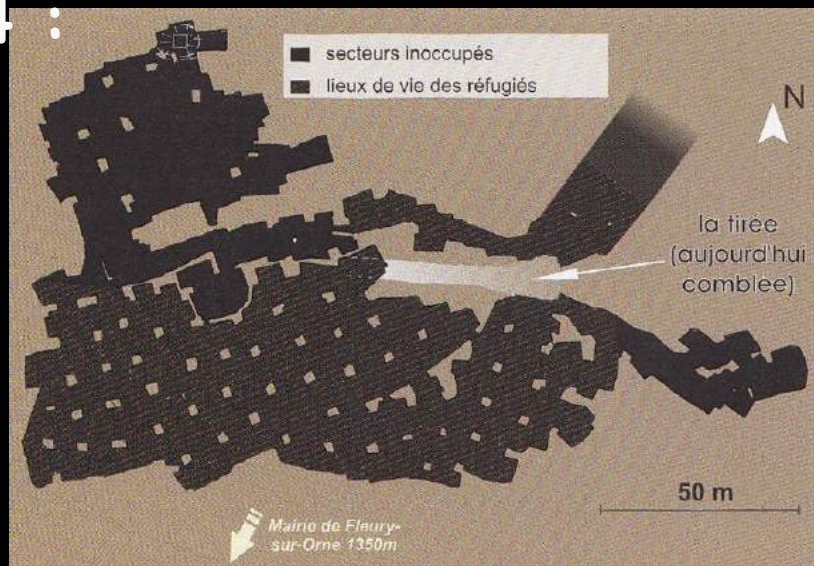 secteurs inoccupés
lieux de vie des réfugiés
N
la tirée
(aujourd'hui
comblée)
50 m
Mairie de Fleury-
sur-Orne 1350m